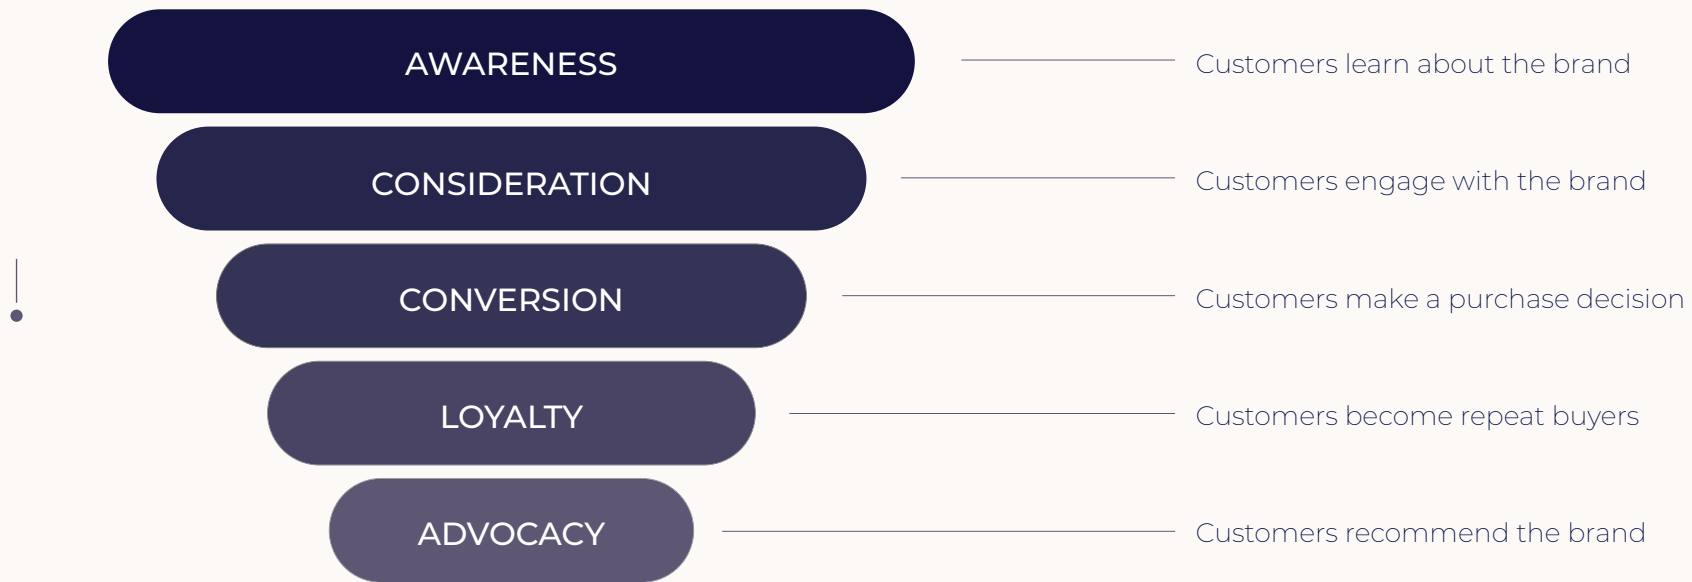 AWARENESS
Customers learn about the brand
CONSIDERATION
Customers engage with the brand
CONVERSION
Customers make a purchase decision
LOYALTY
Customers become repeat buyers
ADVOCACY
Customers recommend the brand